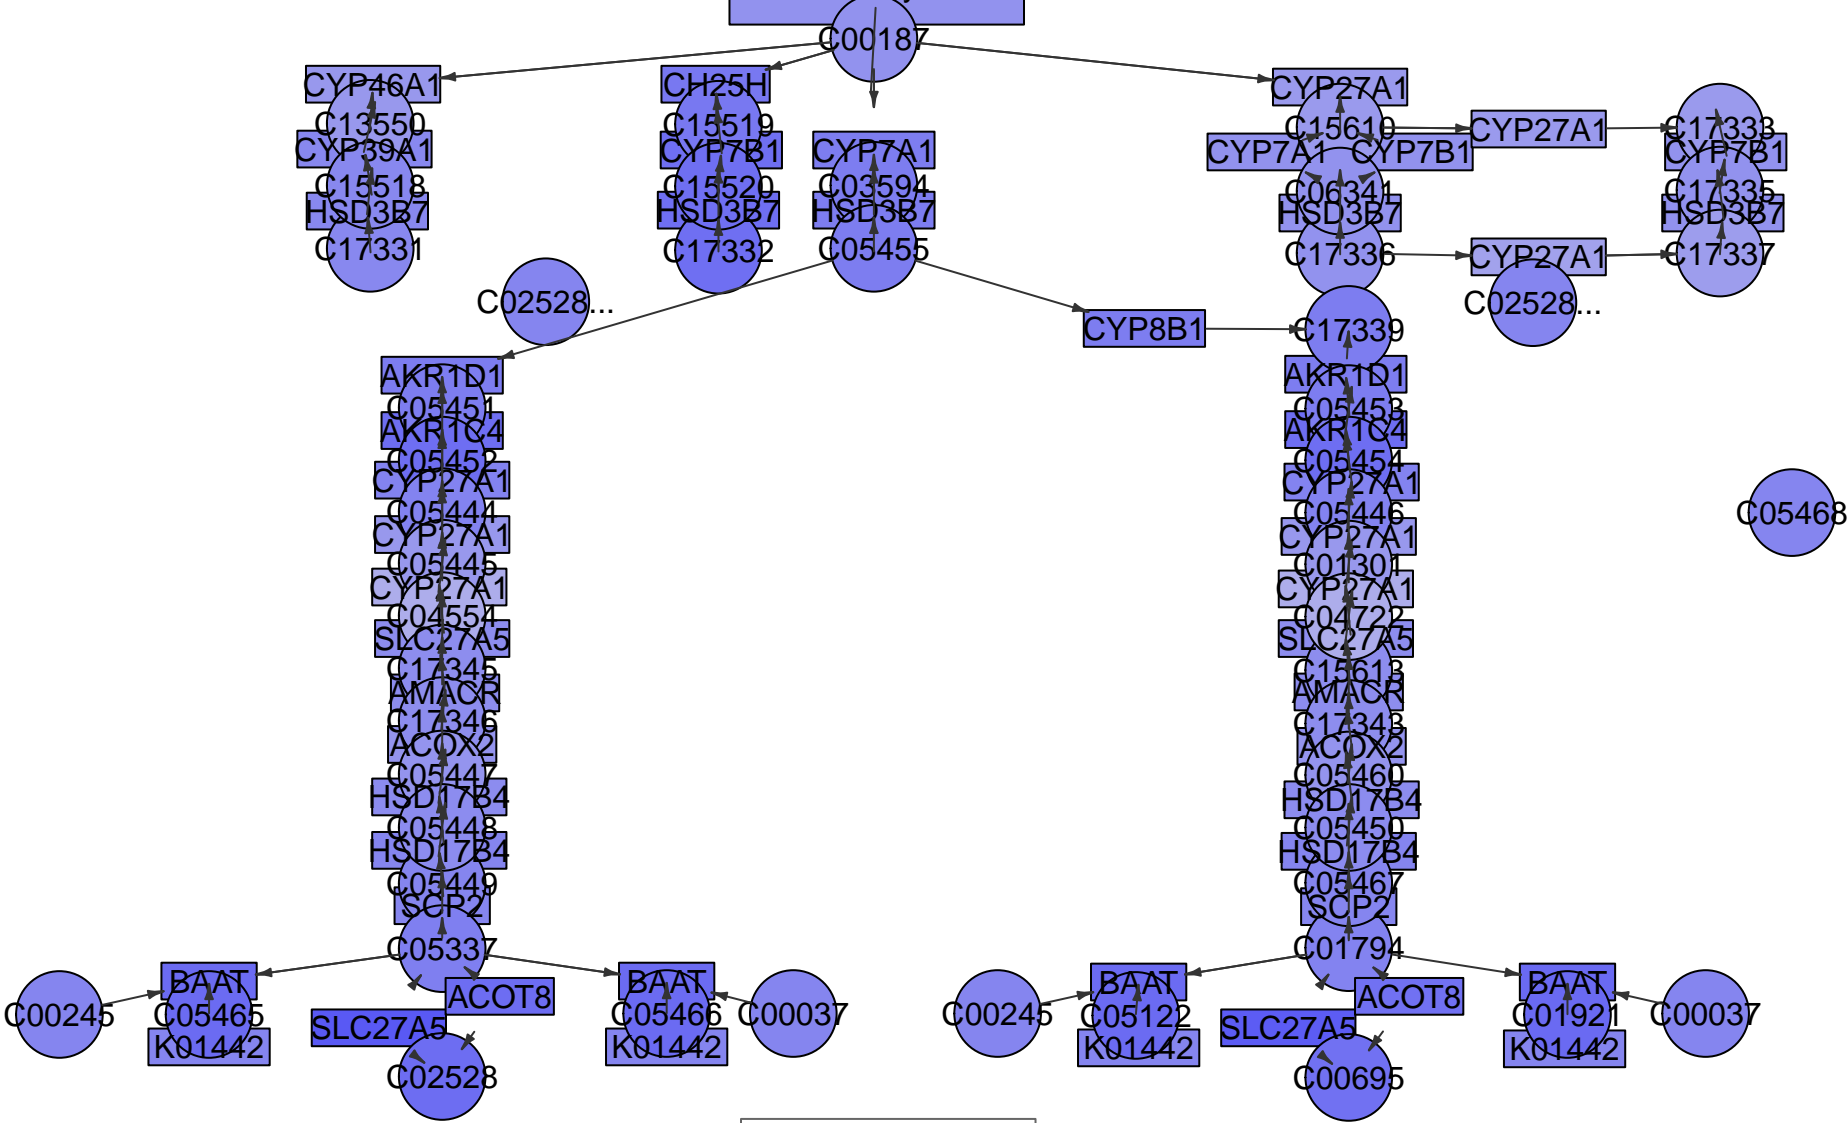 C00187
CYP46A1
CH25H
CYP27A1
C13550
C15519
C15610
CYP27A1
C17333
CYP39A1
CYP7B1
CYP7A1
CYP7A1
CYP7B1
CYP7B1
C15518
C15520
C03594
C06341
C17335
HSD3B7
HSD3B7
HSD3B7
HSD3B7
HSD3B7
C17331
C17332
C05455
C17336
CYP27A1
C17337
C02528...
C02528...
CYP8B1
C17339
AKR1D1
AKR1D1
C05451
C05453
AKR1C4
AKR1C4
C05452
C05454
CYP27A1
CYP27A1
C05444
C05446
C05468
CYP27A1
CYP27A1
C05445
C01301
CYP27A1
CYP27A1
C04554
C04722
SLC27A5
SLC27A5
C17345
C15613
AMACR
AMACR
C17346
C17343
ACOX2
ACOX2
C05447
C05460
HSD17B4
HSD17B4
C05448
C05450
HSD17B4
HSD17B4
C05449
C05467
SCP2
SCP2
C05337
C01794
BAAT
BAAT
BAAT
BAAT
ACOT8
ACOT8
C00245
C05465
C05466
C00037
C00245
C05122
C01921
C00037
SLC27A5
SLC27A5
K01442
K01442
K01442
K01442
C02528
C00695